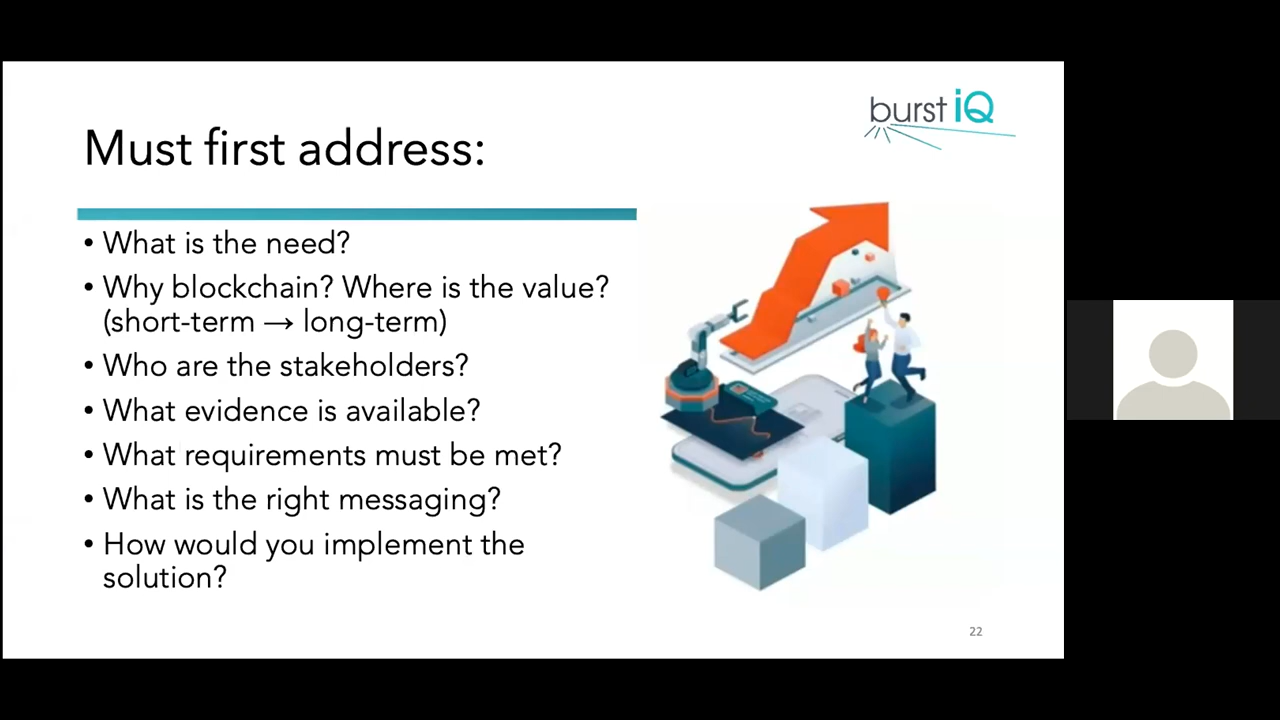 burst iQ
Must first address:
• What is the need?
• Why blockchain? Where is the value?
(short-term → long-term)
• Who are the stakeholders?
• What evidence is available?
• What requirements must be met?
• What is the right messaging?
• How would you implement the
solution?
22